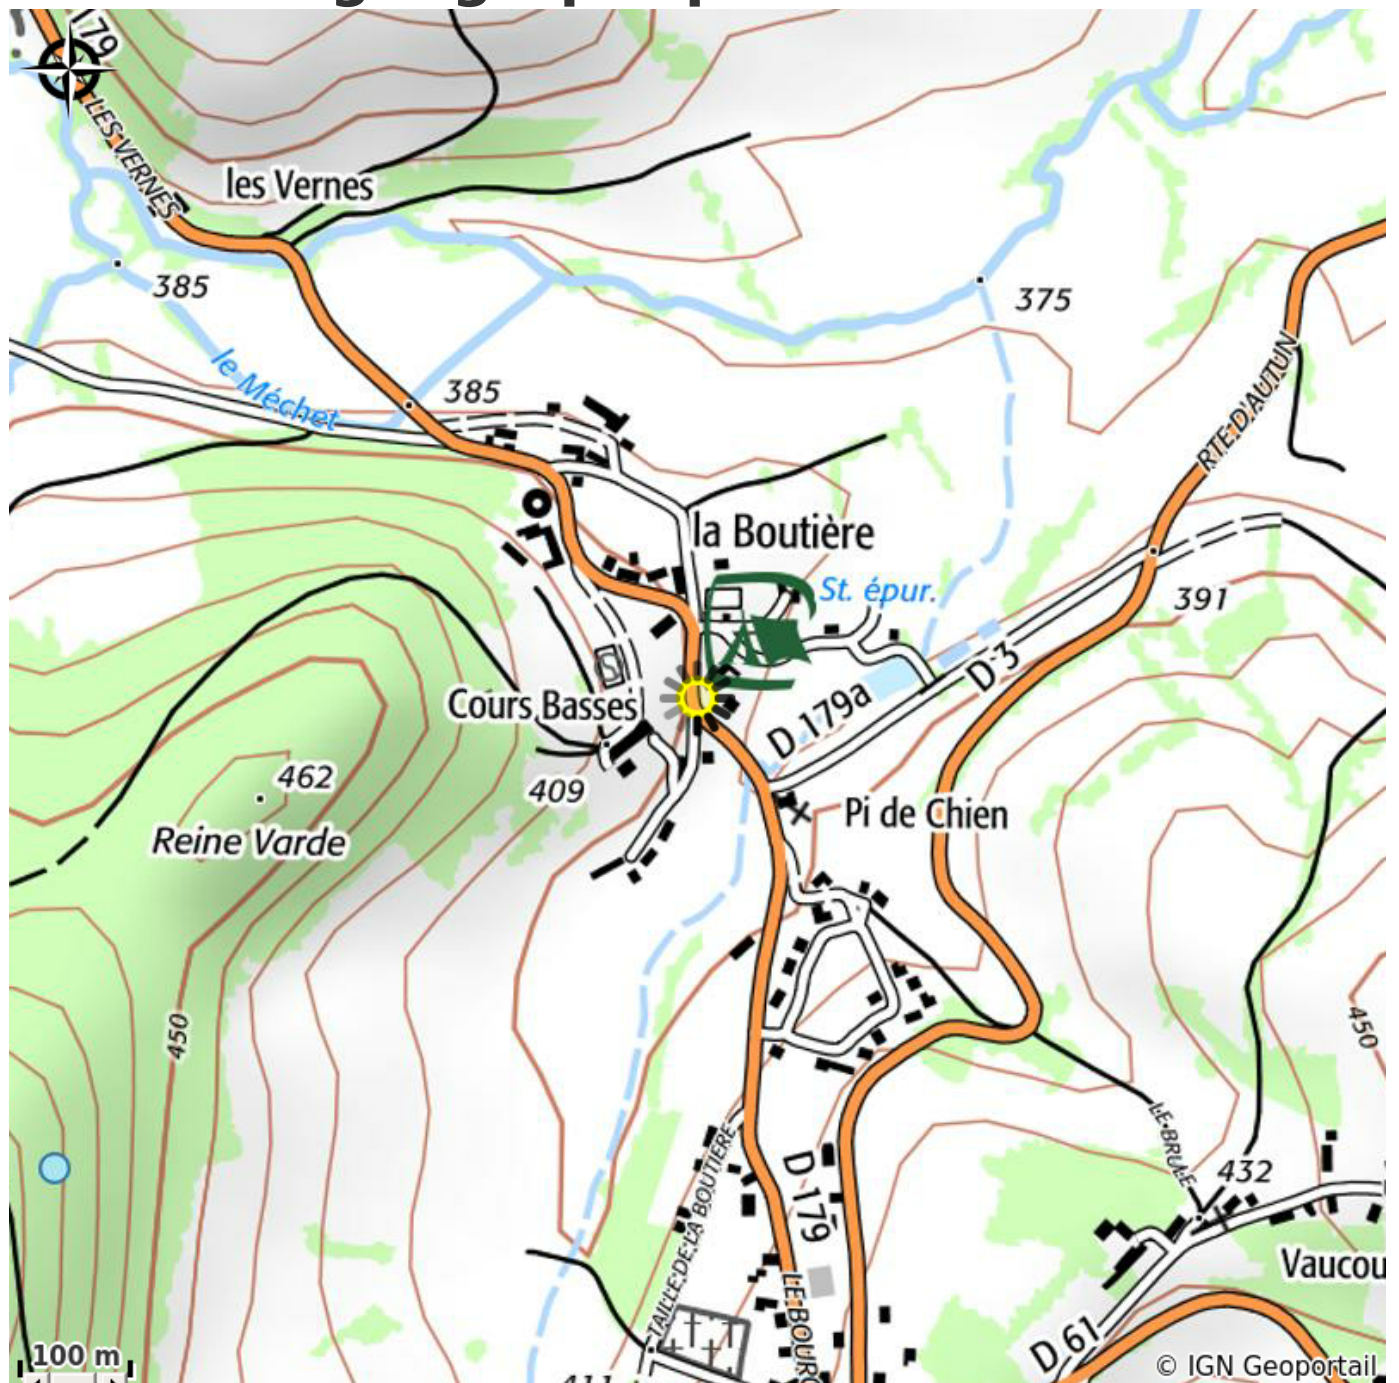 179
LES VERNES
les Vernes
385
375
le Méchet
385
RTE D'AUTUN
la Boutière
St. épur.
391
D 3
Cours Basses
D 179a
462
409
Pi de Chien
Reine Varde
450
450
LE BRULE
432
TAILLE DE LA BOUTIERE
D 179
Vaucou
LE BOURG
D 61
100 m
© IGN Geoportail